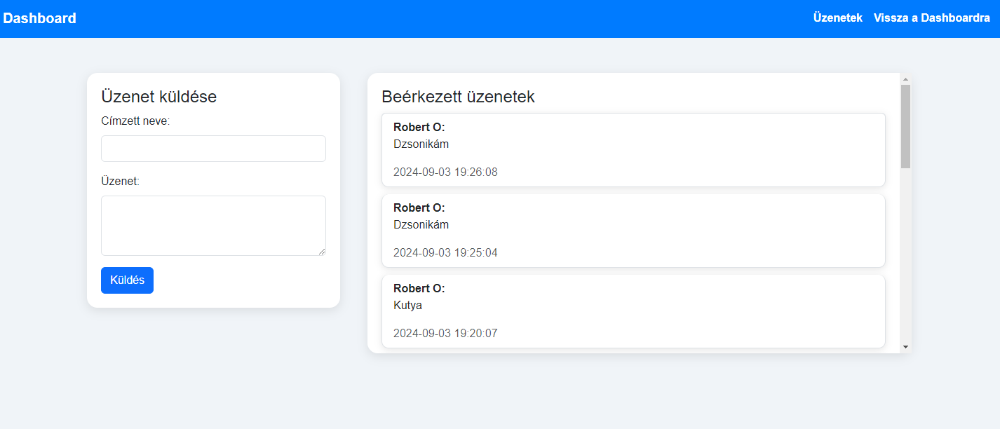 Dashboard
Üzenetek
Vissza a Dashboardra
Üzenet küldése
Címzett neve:
Üzenet:
Küldés
Beérkezett üzenetek
Robert O:
Dzsonikám
2024-09-03 19:26:08
Robert O:
Dzsonikám
2024-09-03 19:25:04
Robert O:
Kutya
2024-09-03 19:20:07